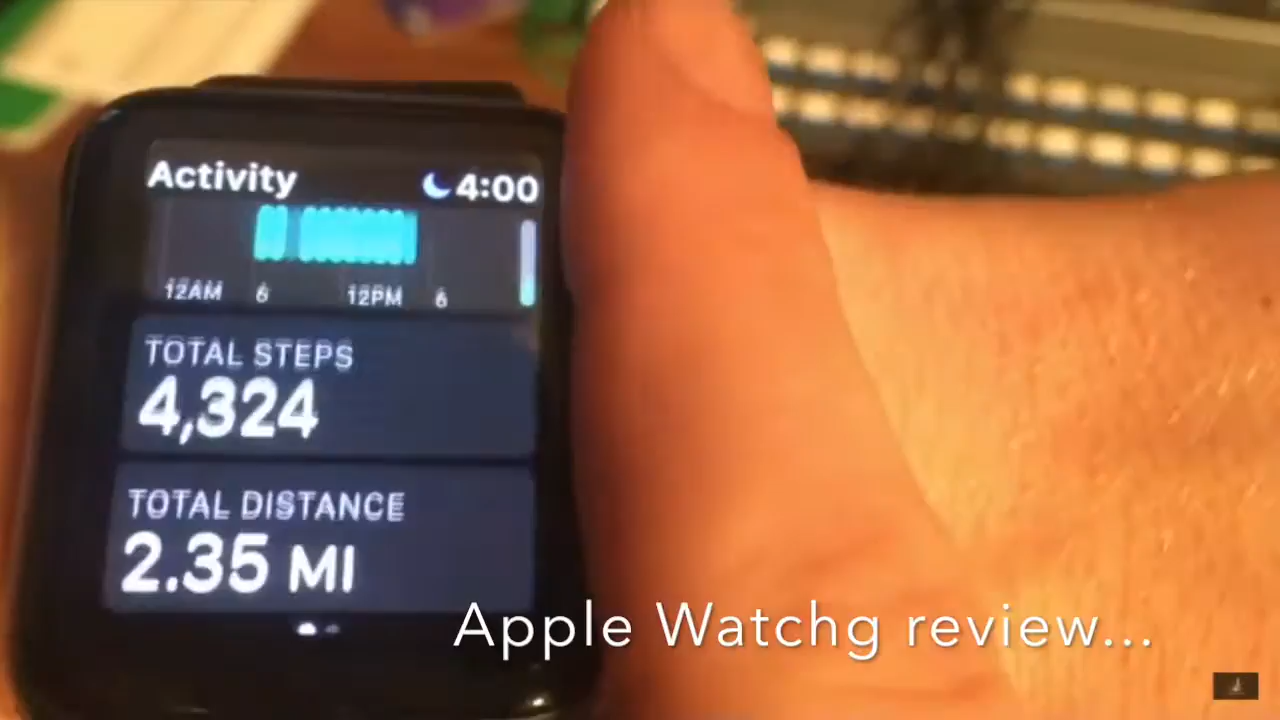 Activity 4:00
12AM 6 12PM 6
TOTAL STEPS
4,324
TOTAL DISTANCE
2.35 MI
Apple Watchg review...